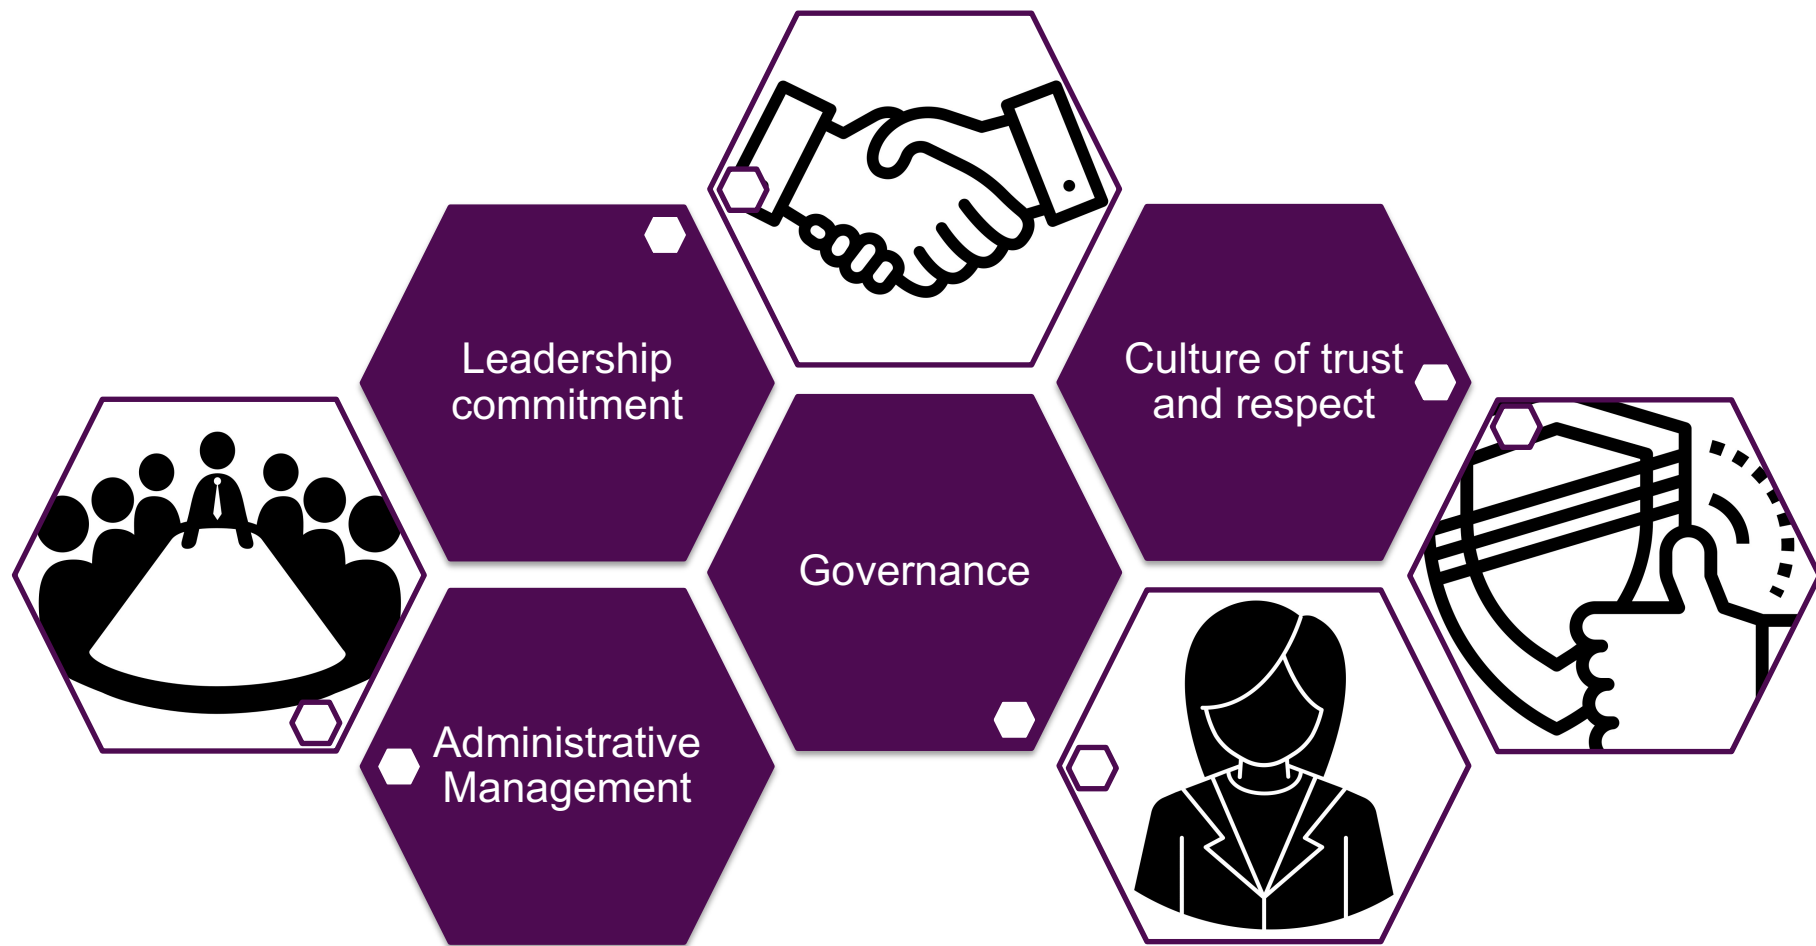 Leadership
commitment
Culture of trust
and respect
Governance
Administrative
Management